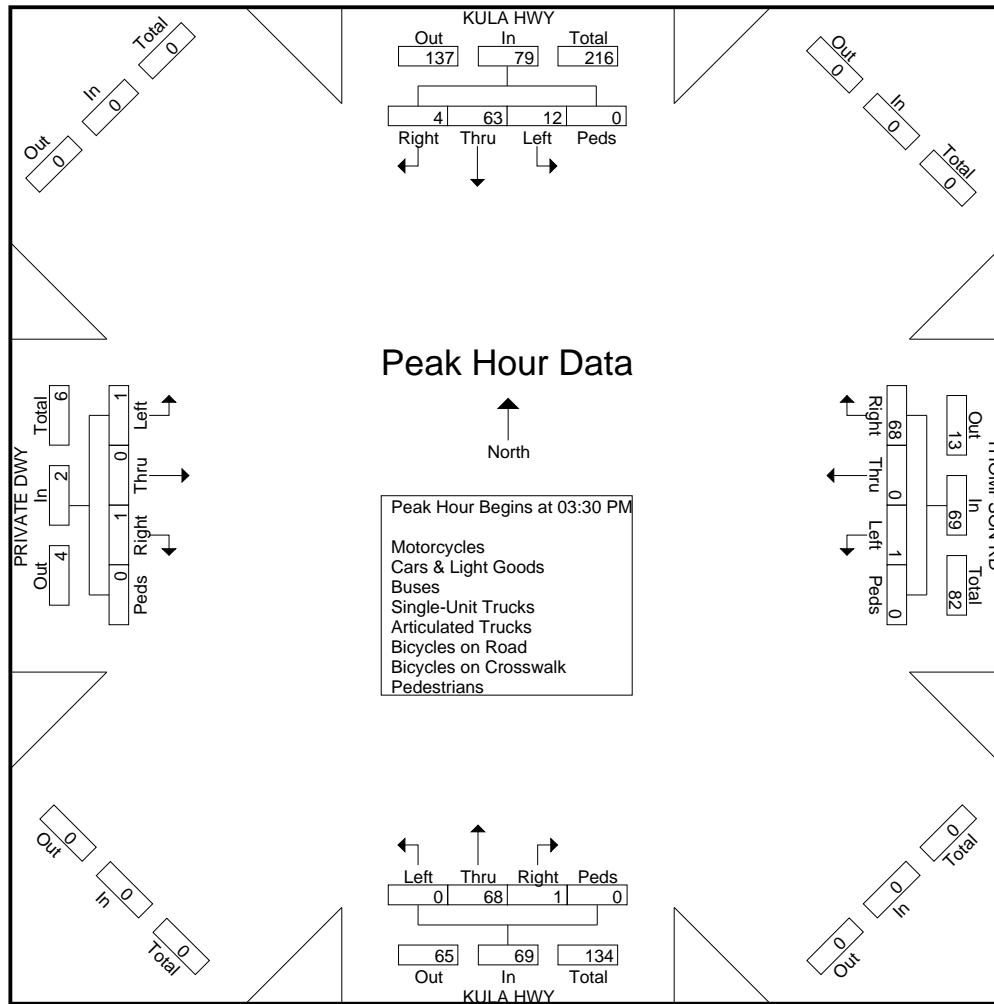 KULA HWY
Out In Total
137 79 216
4 63 12 0
Right Thru Left Peds
Total
0
In
0
Out
0
Out
0
In
0
Total
0
Peak Hour Data
North
Peak Hour Begins at 03:30 PM
Motorcycles
Cars & Light Goods
Buses
Single-Unit Trucks
Articulated Trucks
Bicycles on Road
Bicycles on Crosswalk
Pedestrians
PRIVATE DWY
Out In Total
4 2 6
0 1 0 1
Peds Right Thru Left
Out In Total
13 69 82
68 0 1 0
Right Thru Left Peds
Out
0
In
0
Total
0
Total
0
In
0
Out
0
Left Thru Right Peds
0 68 1 0
65 69 134
Out In Total
KULA HWY